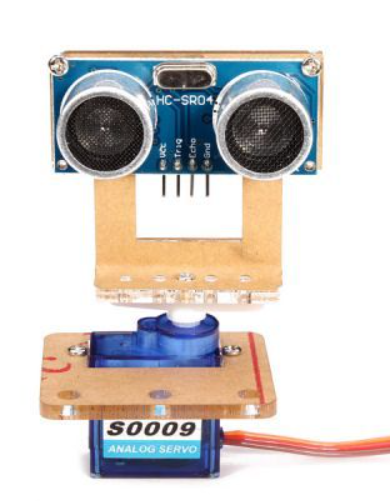 HC-SR04
Vcc
Trig
Echo
Gnd
S0009
ANALOG SERVO